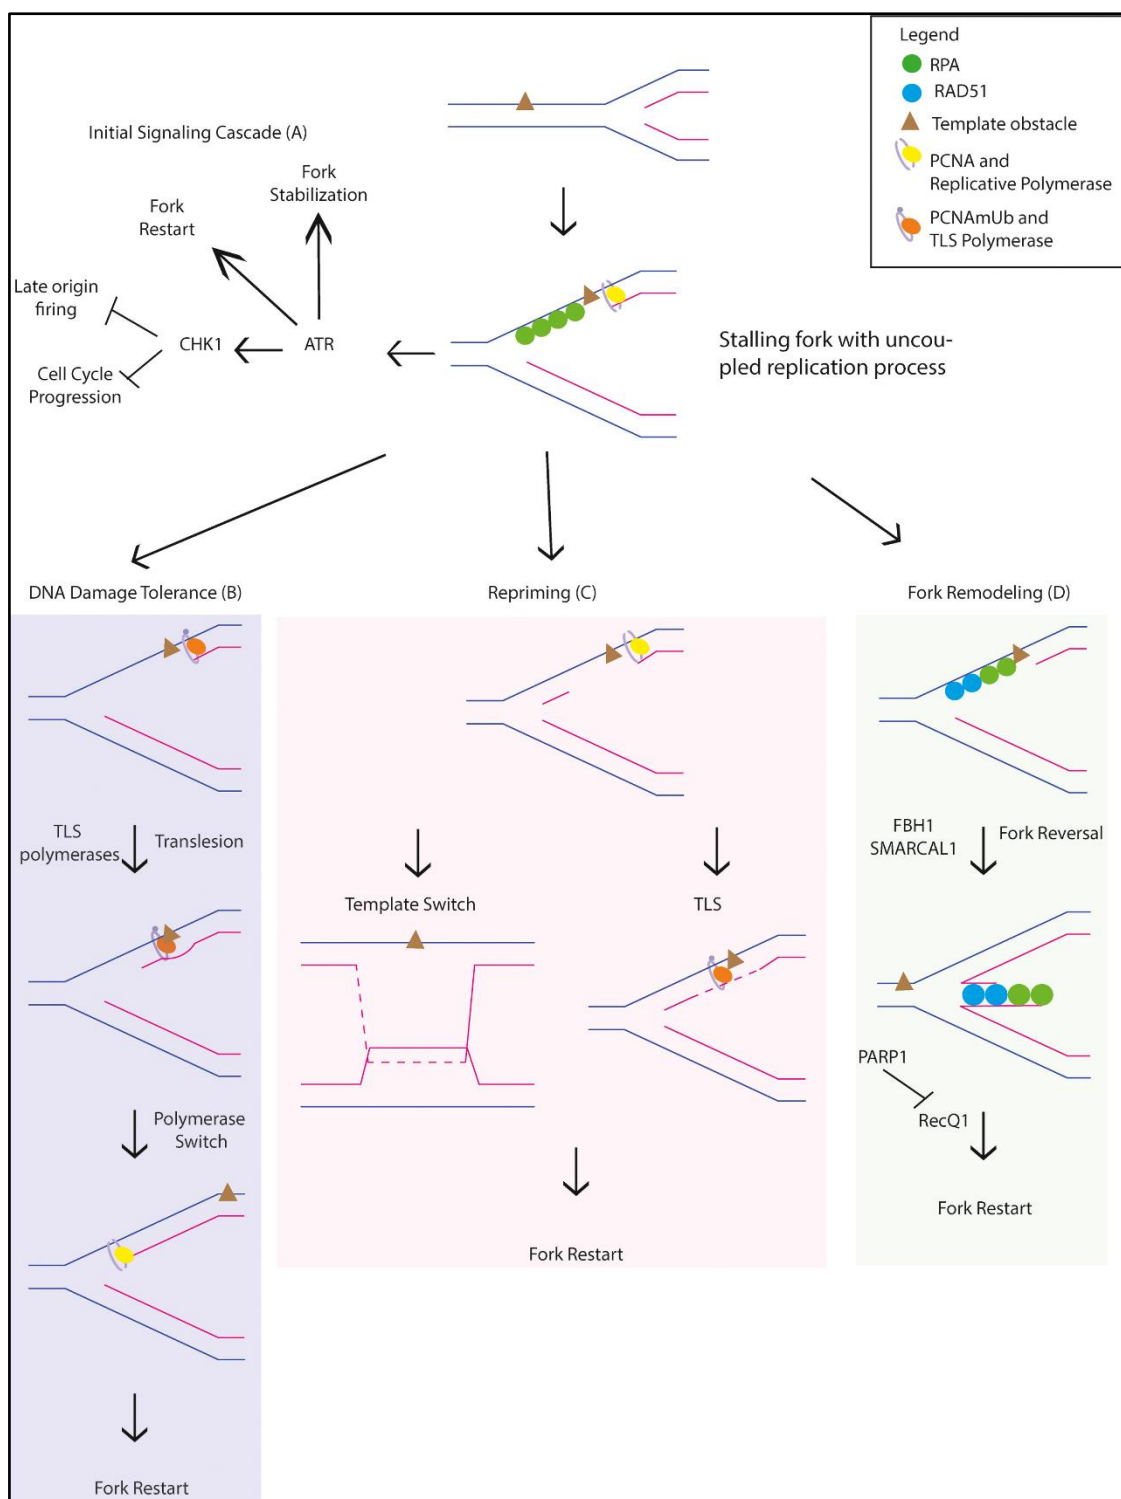 Legend
RPA
RAD51
Template obstacle
PCNA and
Replicative Polymerase
PCNAmUb and
TLS Polymerase
Initial Signaling Cascade (A)
Fork
Stabilization
Fork
Restart
Late origin
firing
CHK1
ATR
Cell Cycle
Progression
Stalling fork with uncou-
pled replication process
DNA Damage Tolerance (B)
TLS
polymerases
Translesion
Polymerase
Switch
Fork Restart
Repriming (C)
Template Switch
TLS
Fork Restart
Fork Remodeling (D)
FBH1
SMARCAL1
Fork Reversal
PARP1
RecQ1
Fork Restart